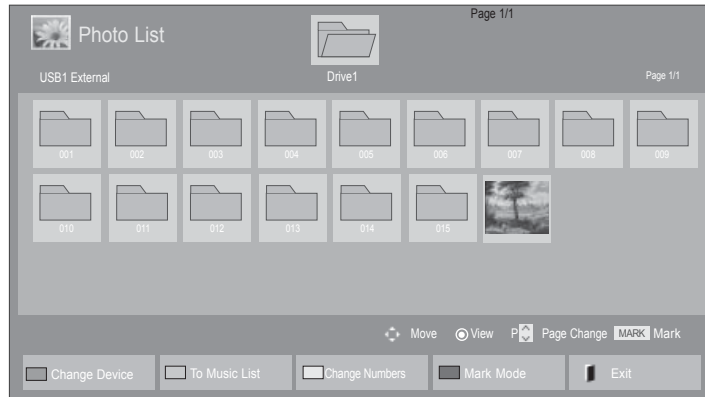 Page 1/1
Photo List
USB1 External
Drive1
Page 1/1
001 002 003 004 005 006 007 008 009
010 011 012 013 014 015
Move View P Page Change MARK Mark
Change Device To Music List Change Numbers Mark Mode Exit